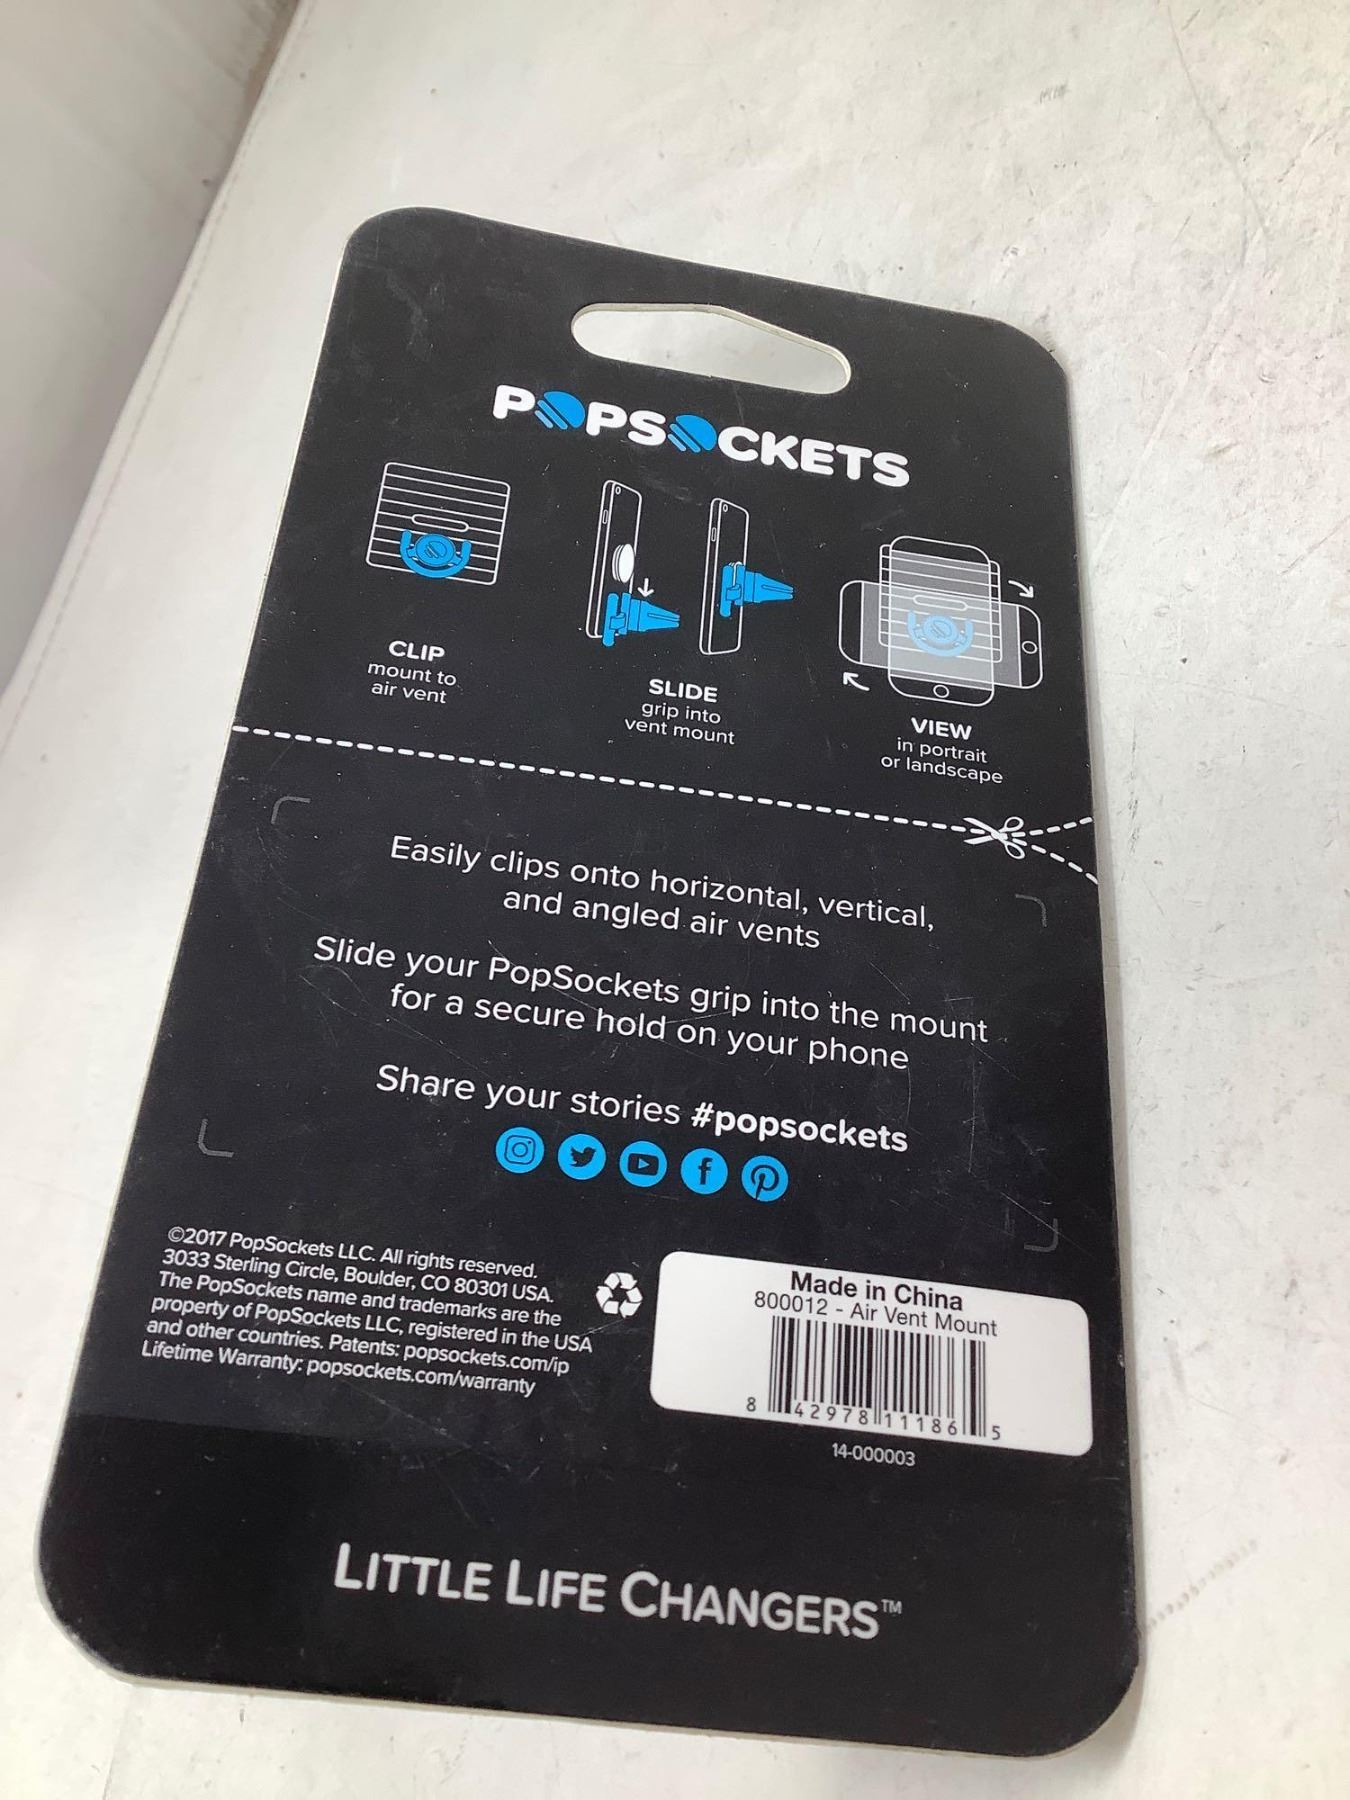 POPSOCKETS
CLIP
mount to
air vent
SLIDE
grip into
vent mount
VIEW
in portrait
or landscape
Easily clips onto horizontal, vertical,
and angled air vents
Slide your PopSockets grip into the mount
for a secure hold on your phone
Share your stories #popsockets
©2017 PopSockets LLC. All rights reserved.
3033 Sterling Circle, Boulder, CO 80301 USA.
The PopSockets name and trademarks are the
property of PopSockets LLC, registered in the USA
and other countries. Patents: popsockets.com/ip
Lifetime Warranty: popsockets.com/warranty
Made in China
800012 - Air Vent Mount
8 42978 11186 5
14-000003
LITTLE LIFE CHANGERS™